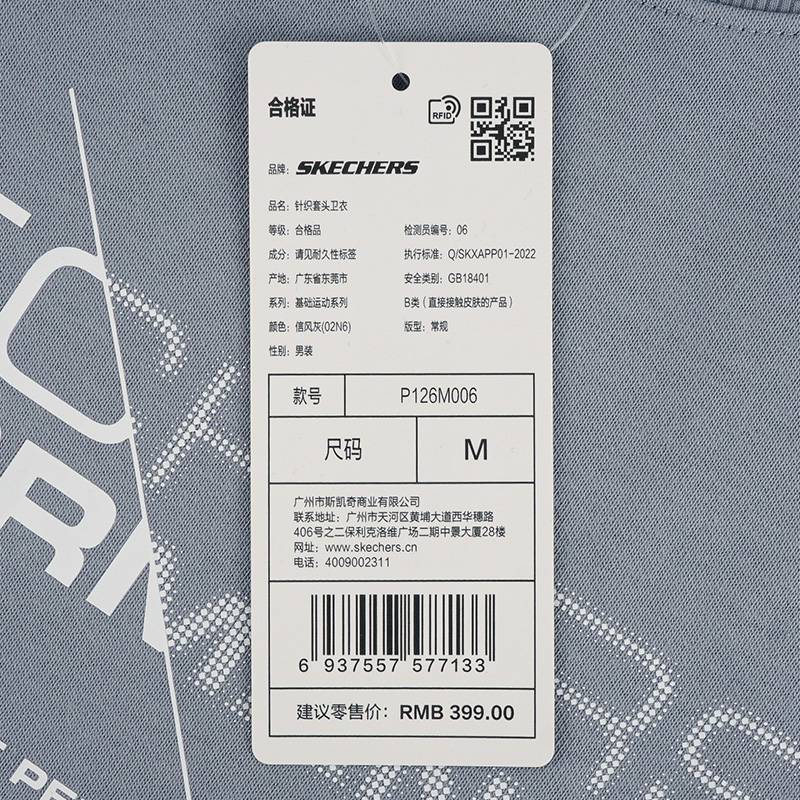 合格证
RFID
品牌: SKECHERS
品名: 针织套头卫衣
等级: 合格品 检测员编号: 06
成分: 请见耐久性标签 执行标准: Q/SKXAPP01-2022
产地: 广东省东莞市 安全类别: GB18401
系列: 基础运动系列 B类(直接接触皮肤的产品)
颜色: 信风灰(02N6) 版型: 常规
性别: 男装
款号 P126M006
尺码 M
广州市斯凯奇商业有限公司
联系地址: 广州市天河区黄埔大道西华穗路
406号之二保利克洛维广场二期中景大厦28楼
网址: www.skechers.cn
电话: 4009002311
6 937557 577133
建议零售价: RMB 399.00